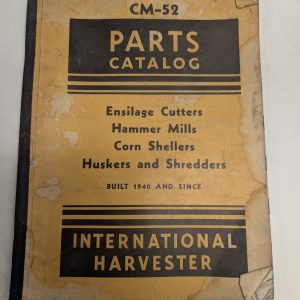 CM-52
PARTS
CATALOG
Ensilage Cutters
Hammer Mills
Corn Shellers
Huskers and Shredders
BUILT 1940 AND SINCE
INTERNATIONAL
HARVESTER